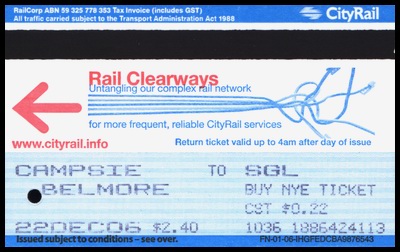 RailCorp ABN 59 325 778 353 Tax Invoice (includes GST)
All traffic carried subject to the Transport Administration Act 1988
CityRail
Rail Clearways
Untangling our complex rail network
for more frequent, reliable CityRail services
www.cityrail.info
Return ticket valid up to 4am after day of issue
CAMPSIE TO SGL
BELMORE BUY NYE TICKET
GST $0.22
22DEC06 $2.40 1036 1886424113
Issued subject to conditions – see over.
FN-01-06-IHGFEDCBA9876543